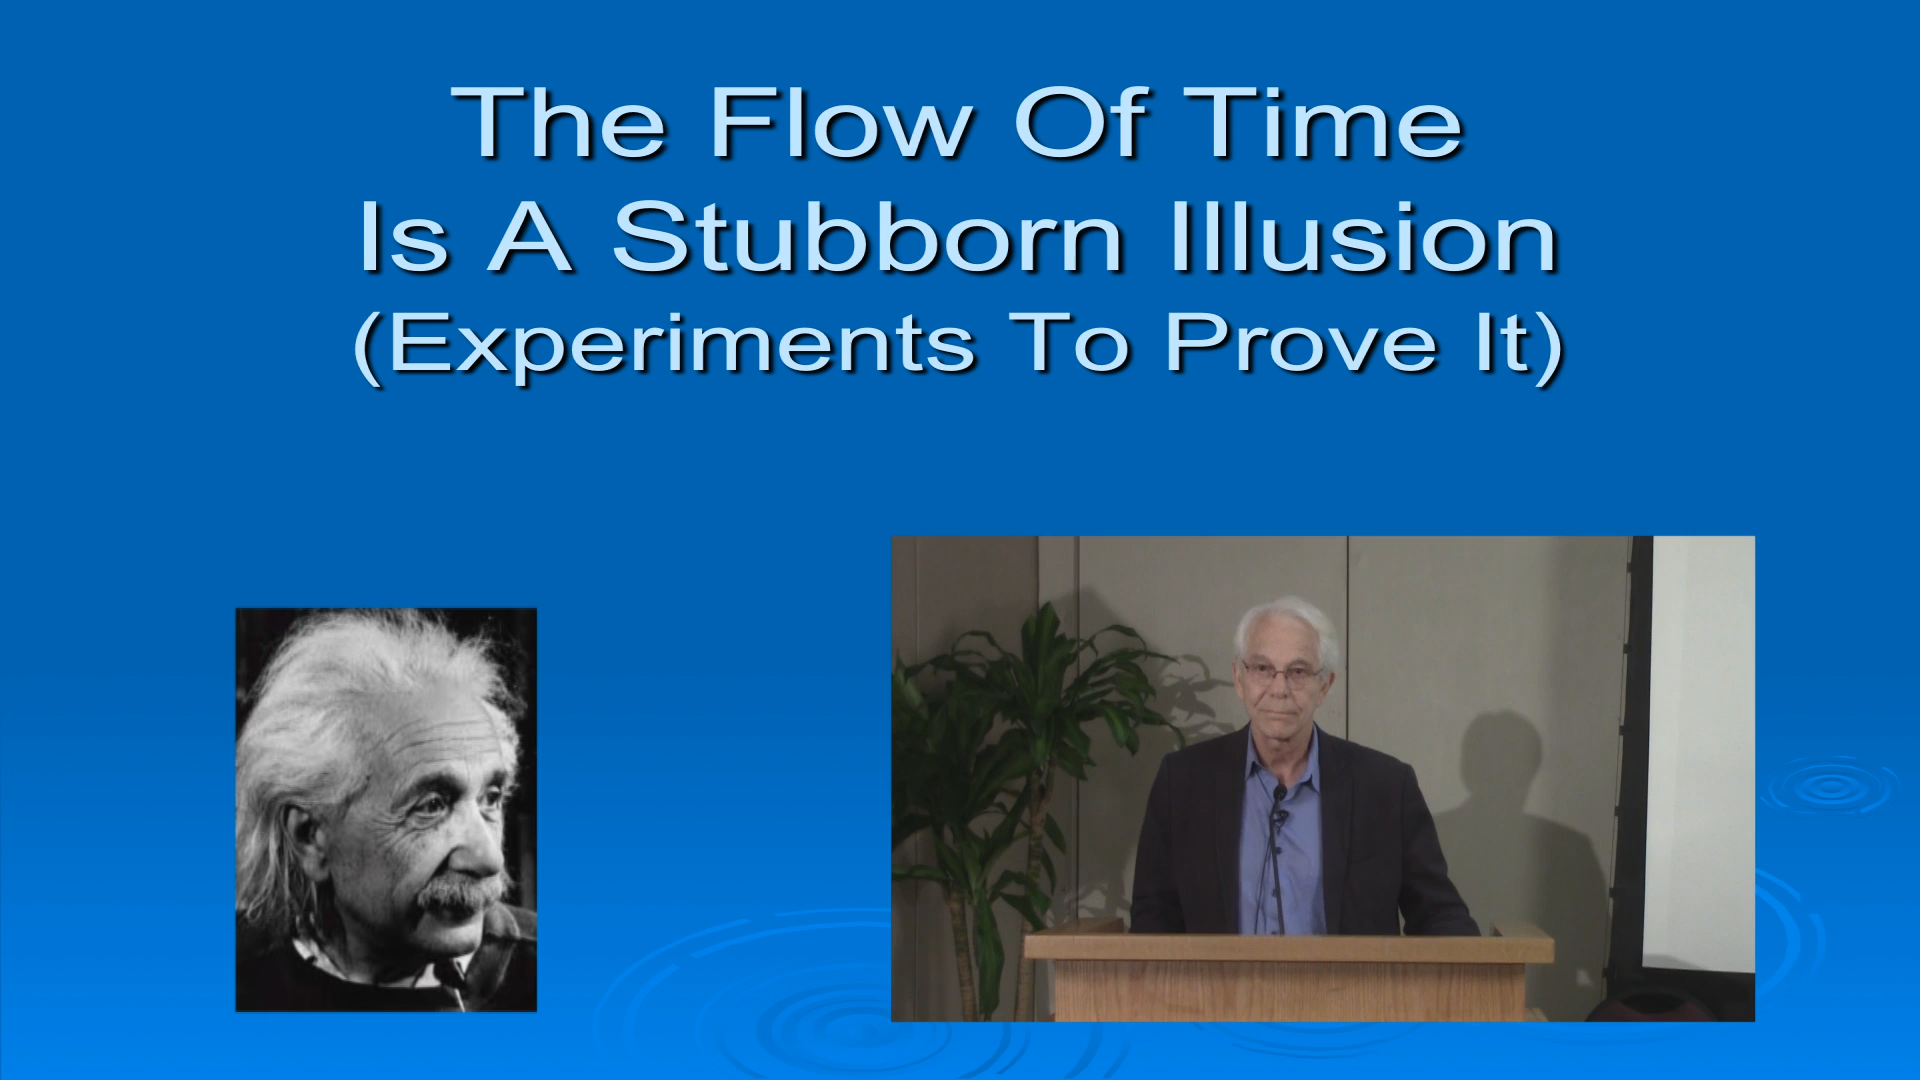 The Flow Of Time
Is A Stubborn Illusion
(Experiments To Prove It)